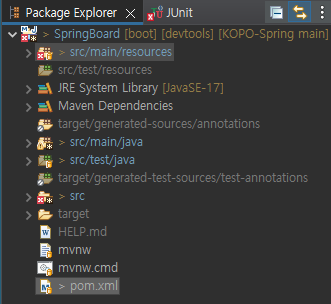 Package Explorer JUnit
> SpringBoard [boot] [devtools] [KOPO-Spring main]
> src/main/resources
src/test/resources
JRE System Library [JavaSE-17]
Maven Dependencies
target/generated-sources/annotations
> src/main/java
> src/test/java
target/generated-test-sources/test-annotations
> src
> target
HELP.md
mvnw
mvnw.cmd
> pom.xml